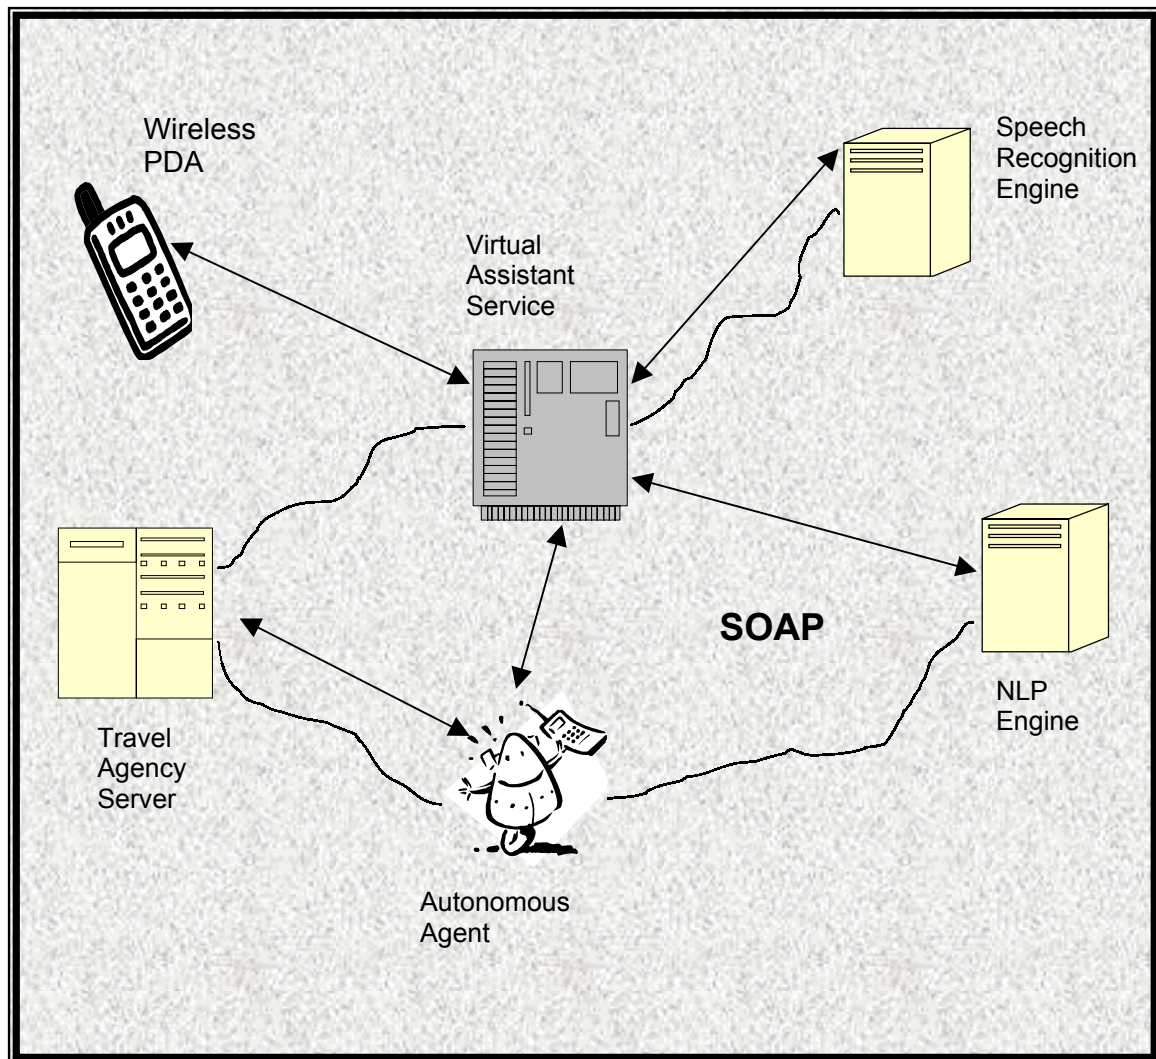 Wireless
PDA
Speech
Recognition
Engine
Virtual
Assistant
Service
SOAP
NLP
Engine
Travel
Agency
Server
Autonomous
Agent